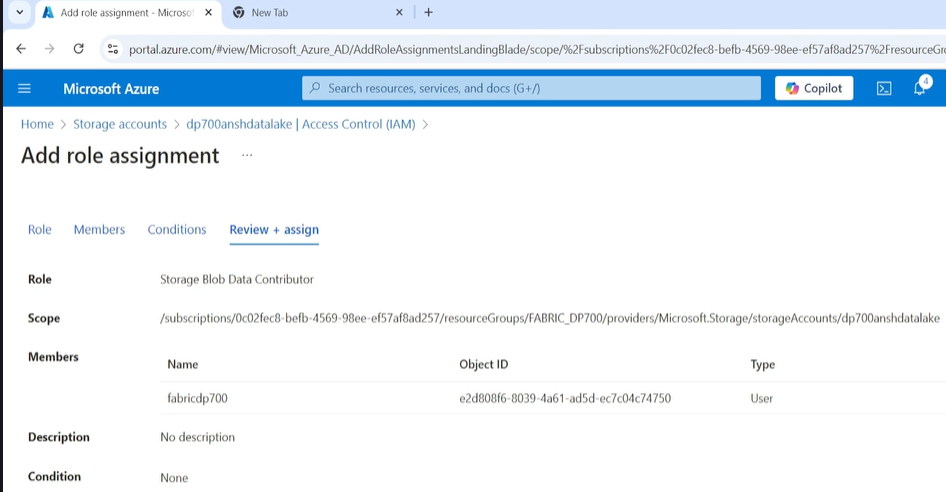 Add role assignment - Microsof
New Tab
portal.azure.com/#view/Microsoft_Azure_AD/AddRoleAssignmentsLandingBlade/scope/%2Fsubscriptions%2F0c02fec8-befb-4569-98ee-ef57af8ad257%2FresourceGro
Microsoft Azure
Search resources, services, and docs (G+/)
Copilot
4
Home > Storage accounts > dp700anshdatalake | Access Control (IAM) >
Add role assignment ...
Role Members Conditions Review + assign
Role Storage Blob Data Contributor
Scope /subscriptions/0c02fec8-befb-4569-98ee-ef57af8ad257/resourceGroups/FABRIC_DP700/providers/Microsoft.Storage/storageAccounts/dp700anshdatalake
Members
Name Object ID Type
fabricdp700 e2d808f6-8039-4a61-ad5d-ec7c04c74750 User
Description No description
Condition None